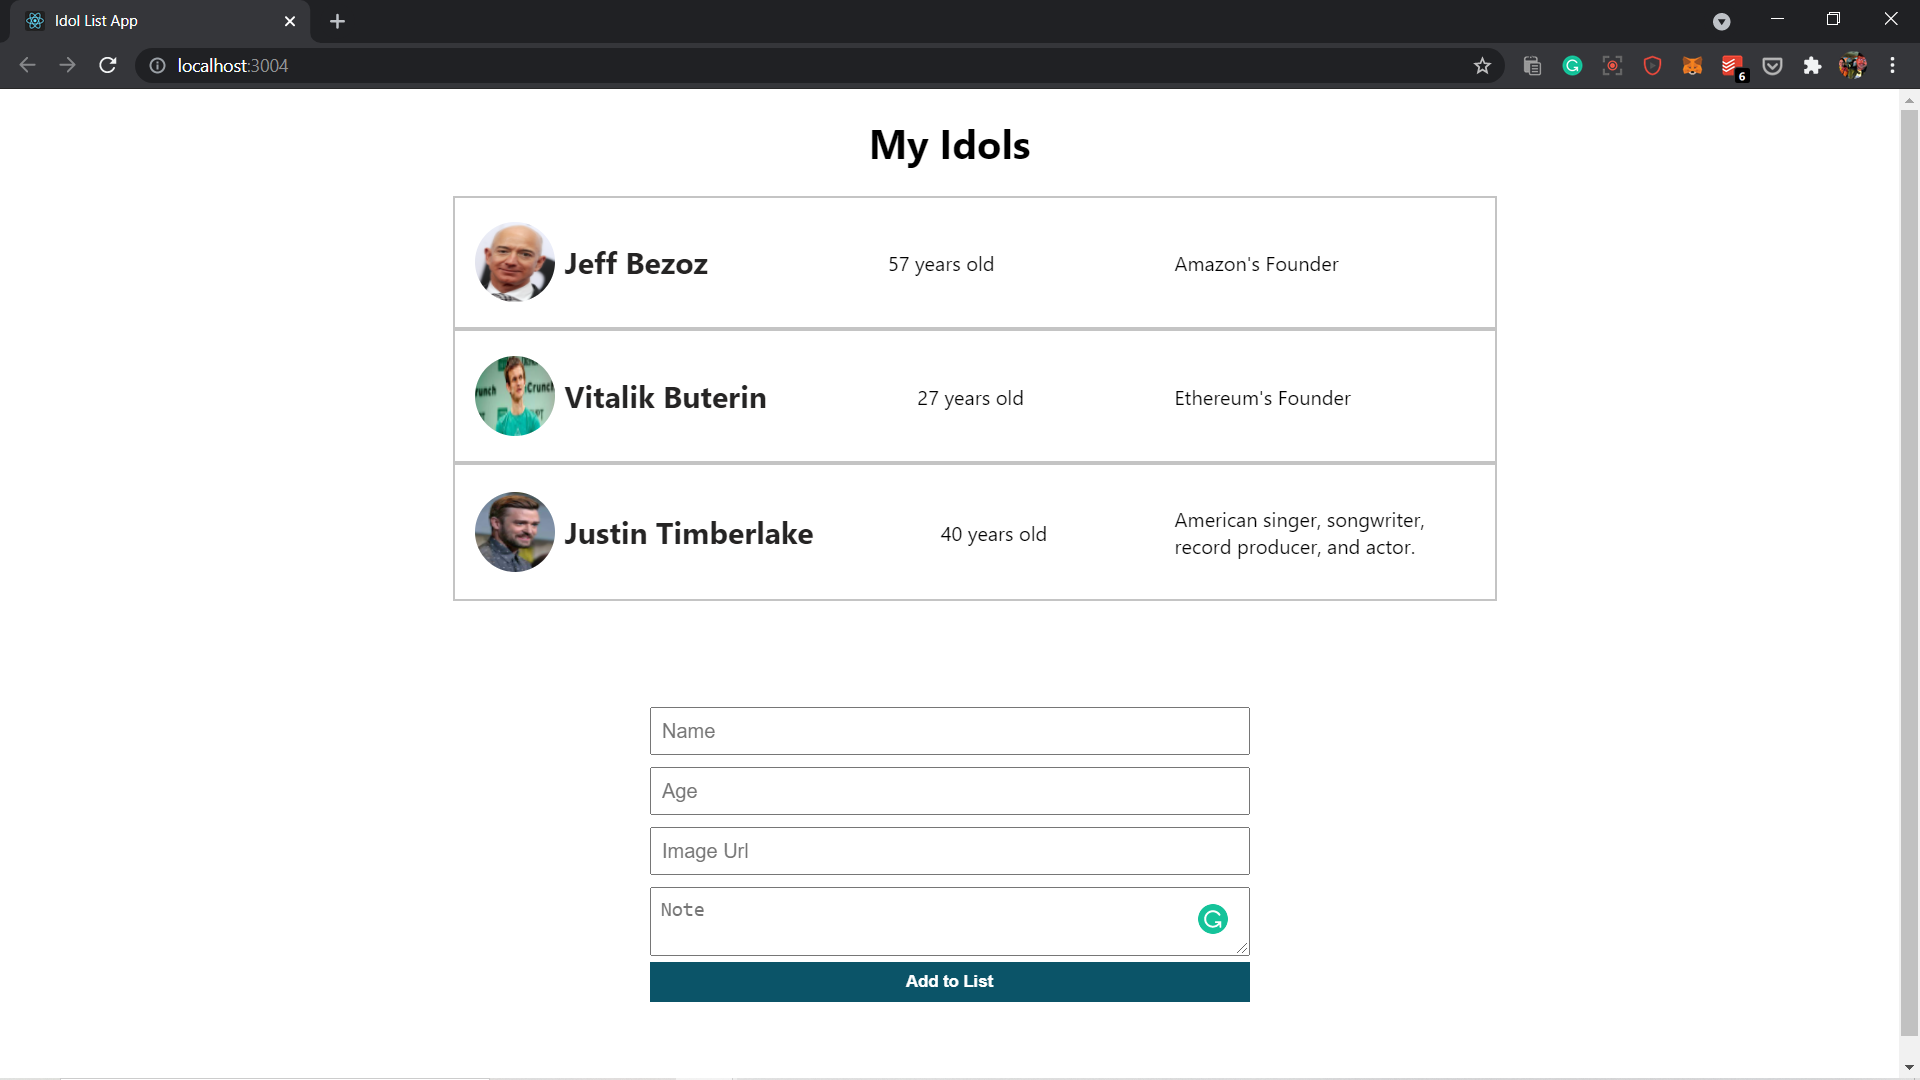 Idol List App
localhost:3004
6
My Idols
Jeff Bezoz
57 years old
Amazon's Founder
Vitalik Buterin
27 years old
Ethereum's Founder
Justin Timberlake
40 years old
American singer, songwriter,
record producer, and actor.
Name
Age
Image Url
Note
Add to List